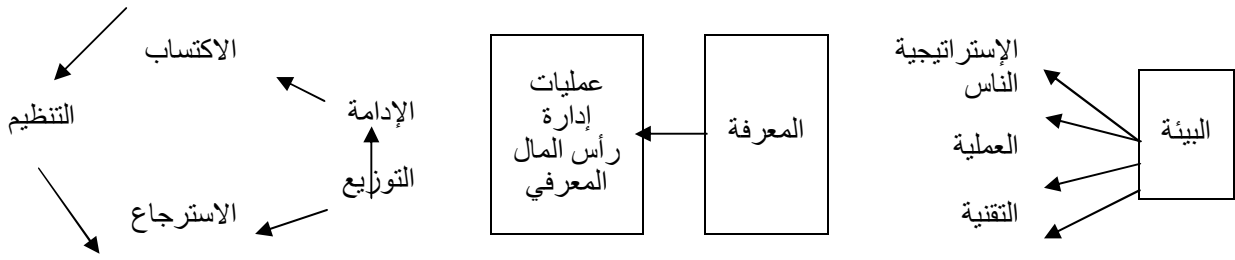 البيئة
الإستراتيجية
الناس
العملية
التقنية
المعرفة
عمليات
إدارة
رأس المال
المعرفي
الاكتساب
الإدامة
التنظيم
التوزيع
الاسترجاع